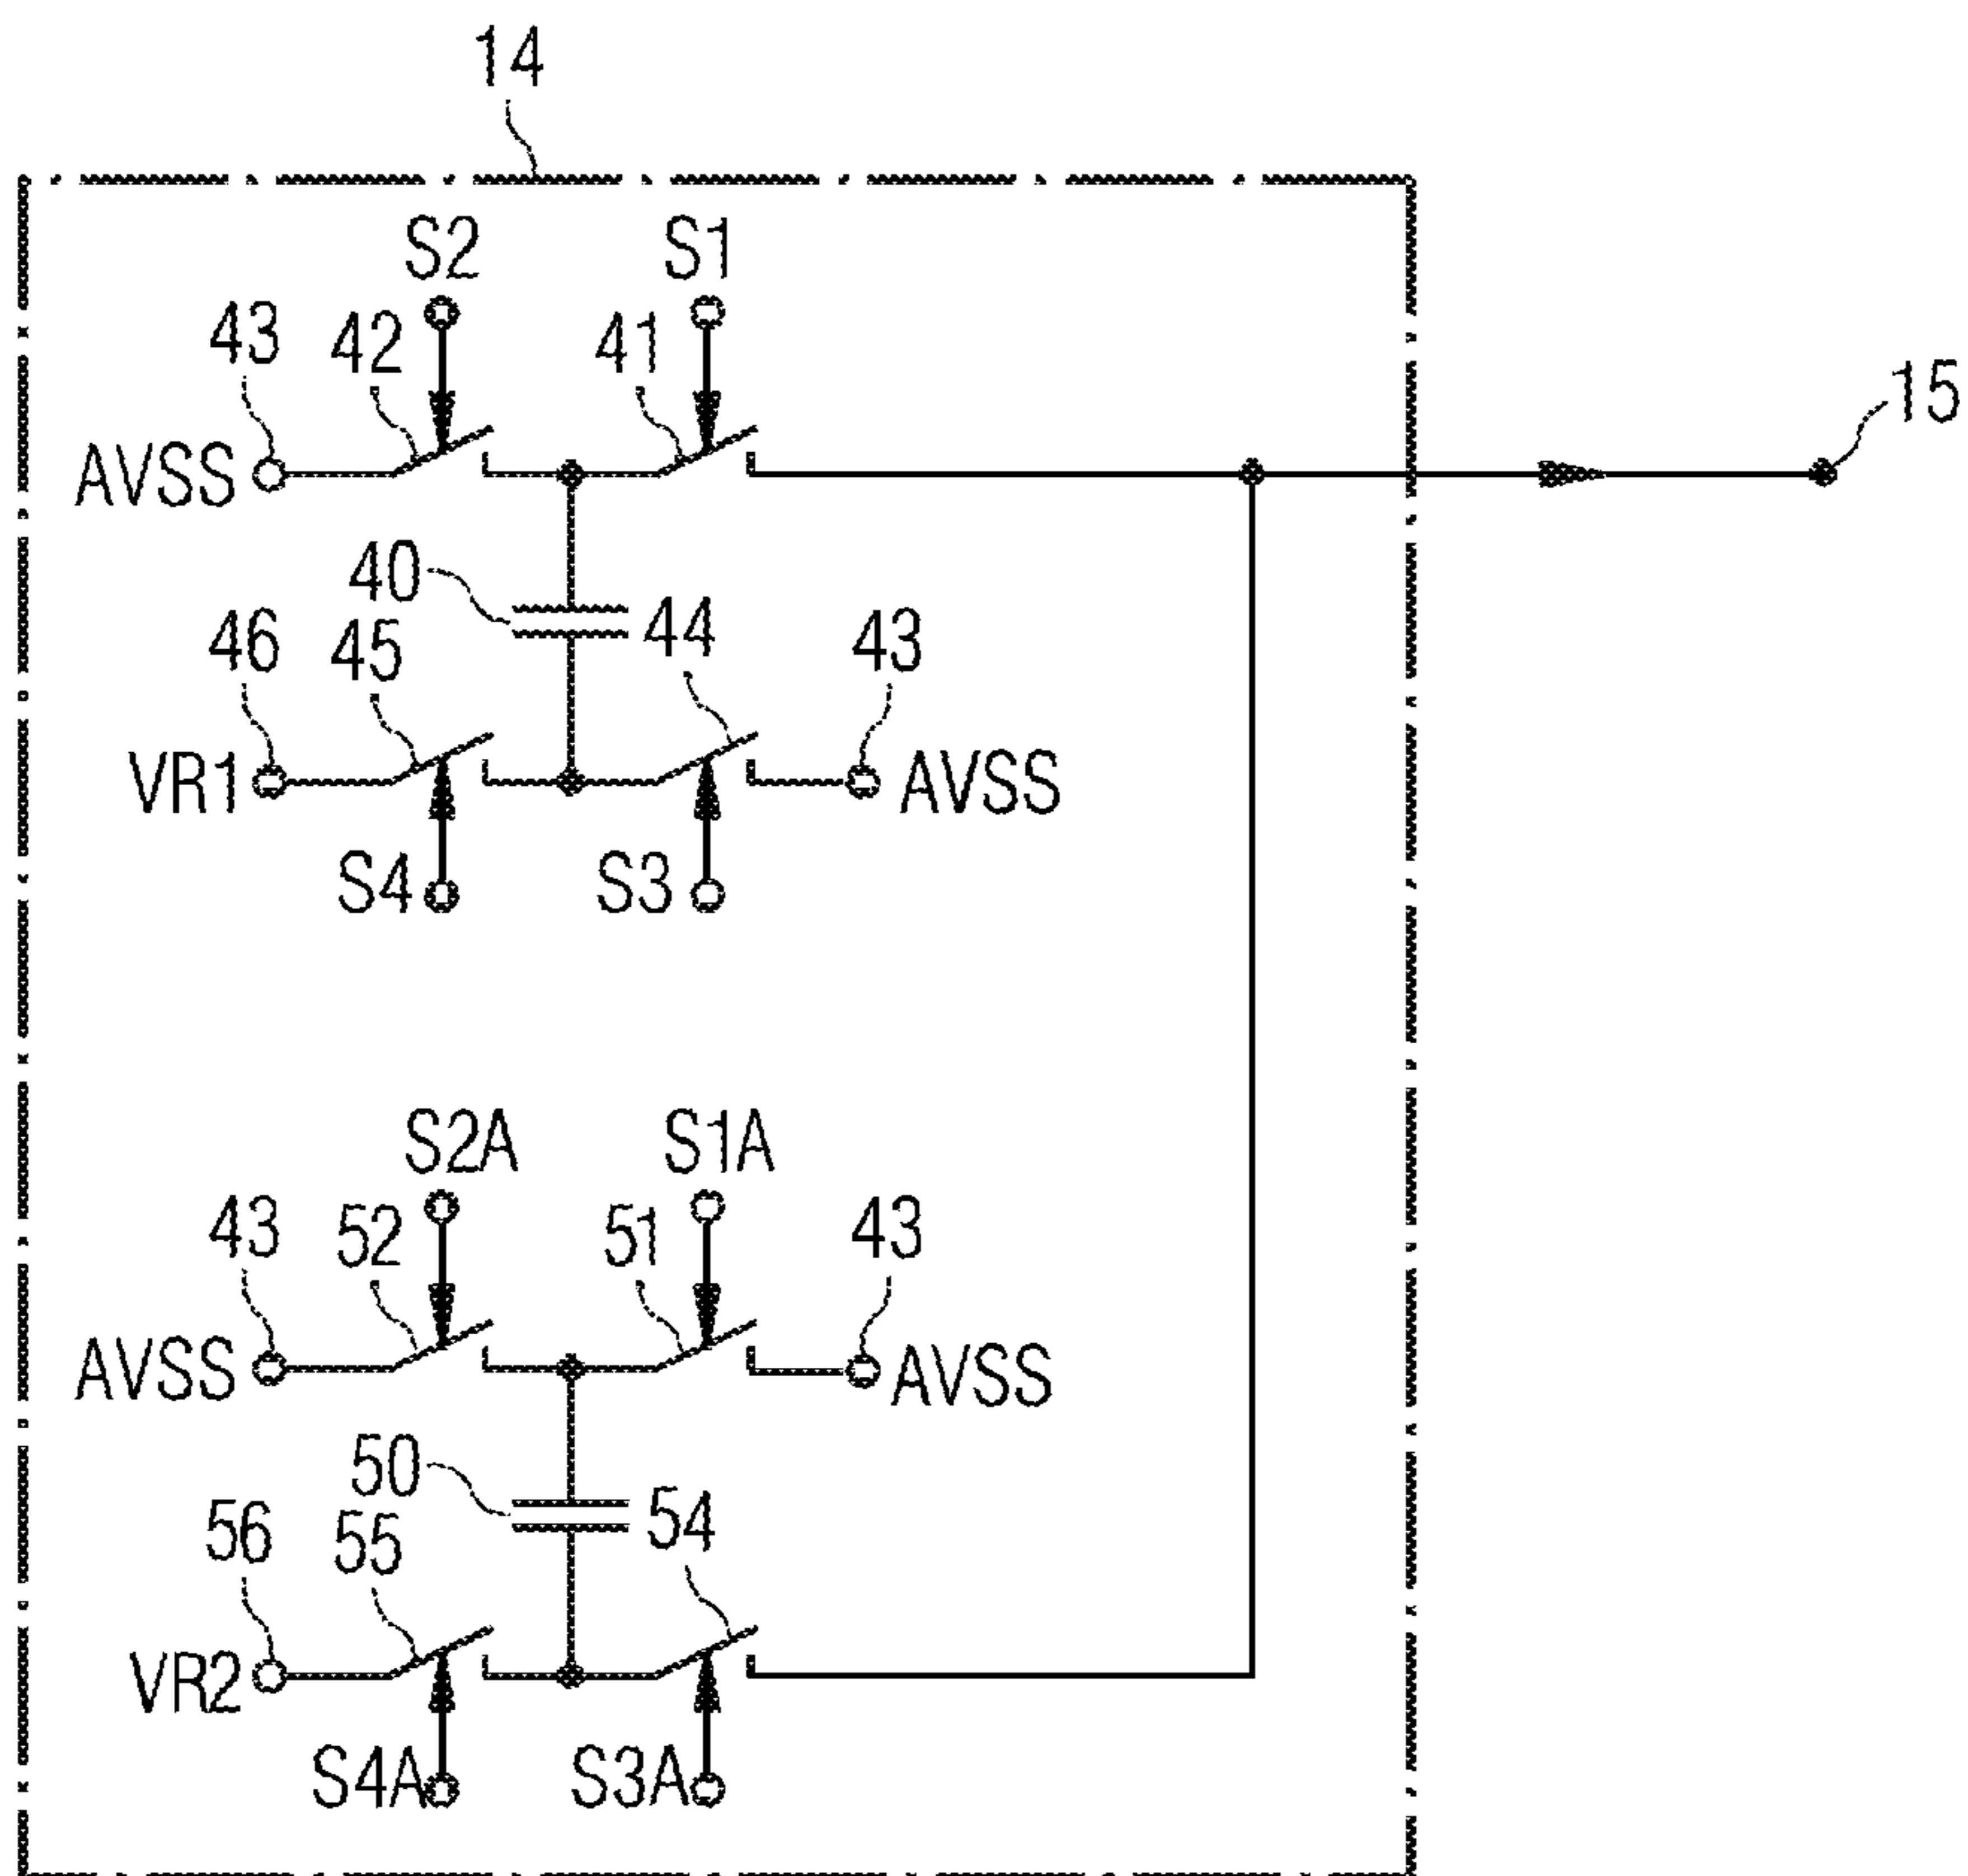 14
S2 S1
43 42 41
15
AVSS
40
46 45 44 43
VR1 AVSS
S4 S3
S2A S1A
43 52 51 43
AVSS AVSS
50
56 55 54
VR2
S4A S3A